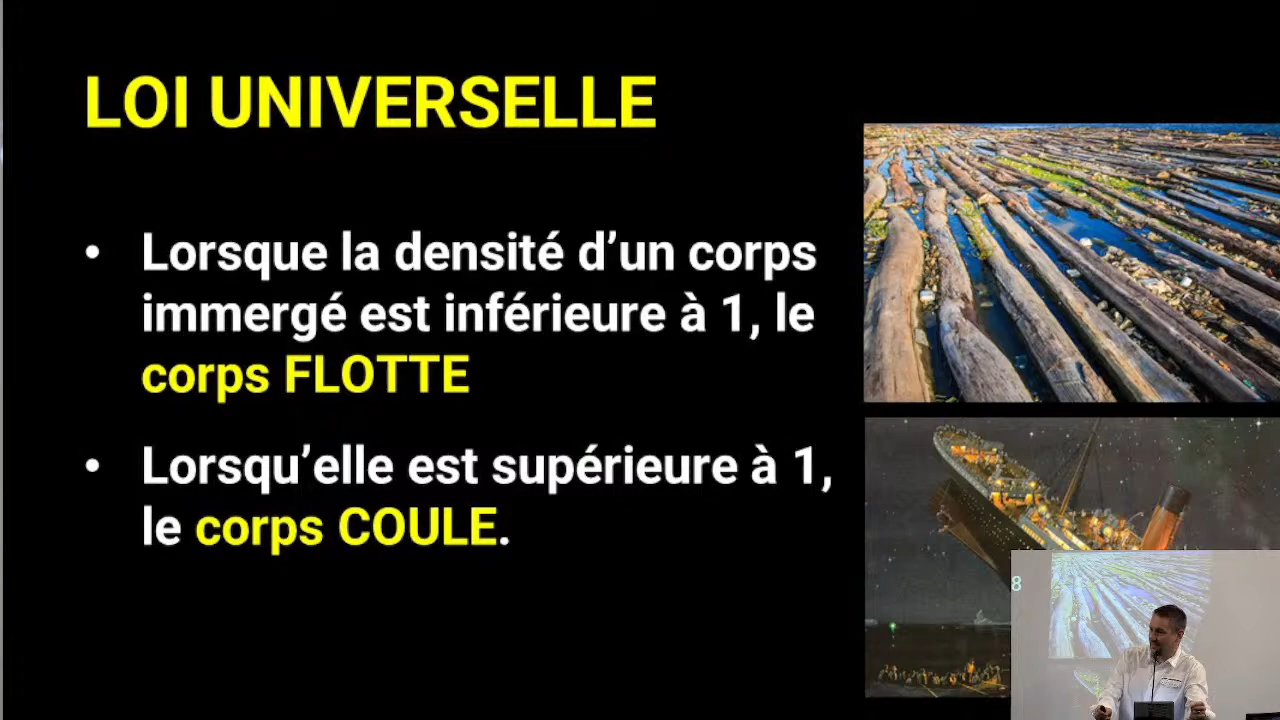 LOI UNIVERSELLE
• Lorsque la densité d’un corps
immergé est inférieure à 1, le
corps FLOTTE
• Lorsqu’elle est supérieure à 1,
le corps COULE.
8